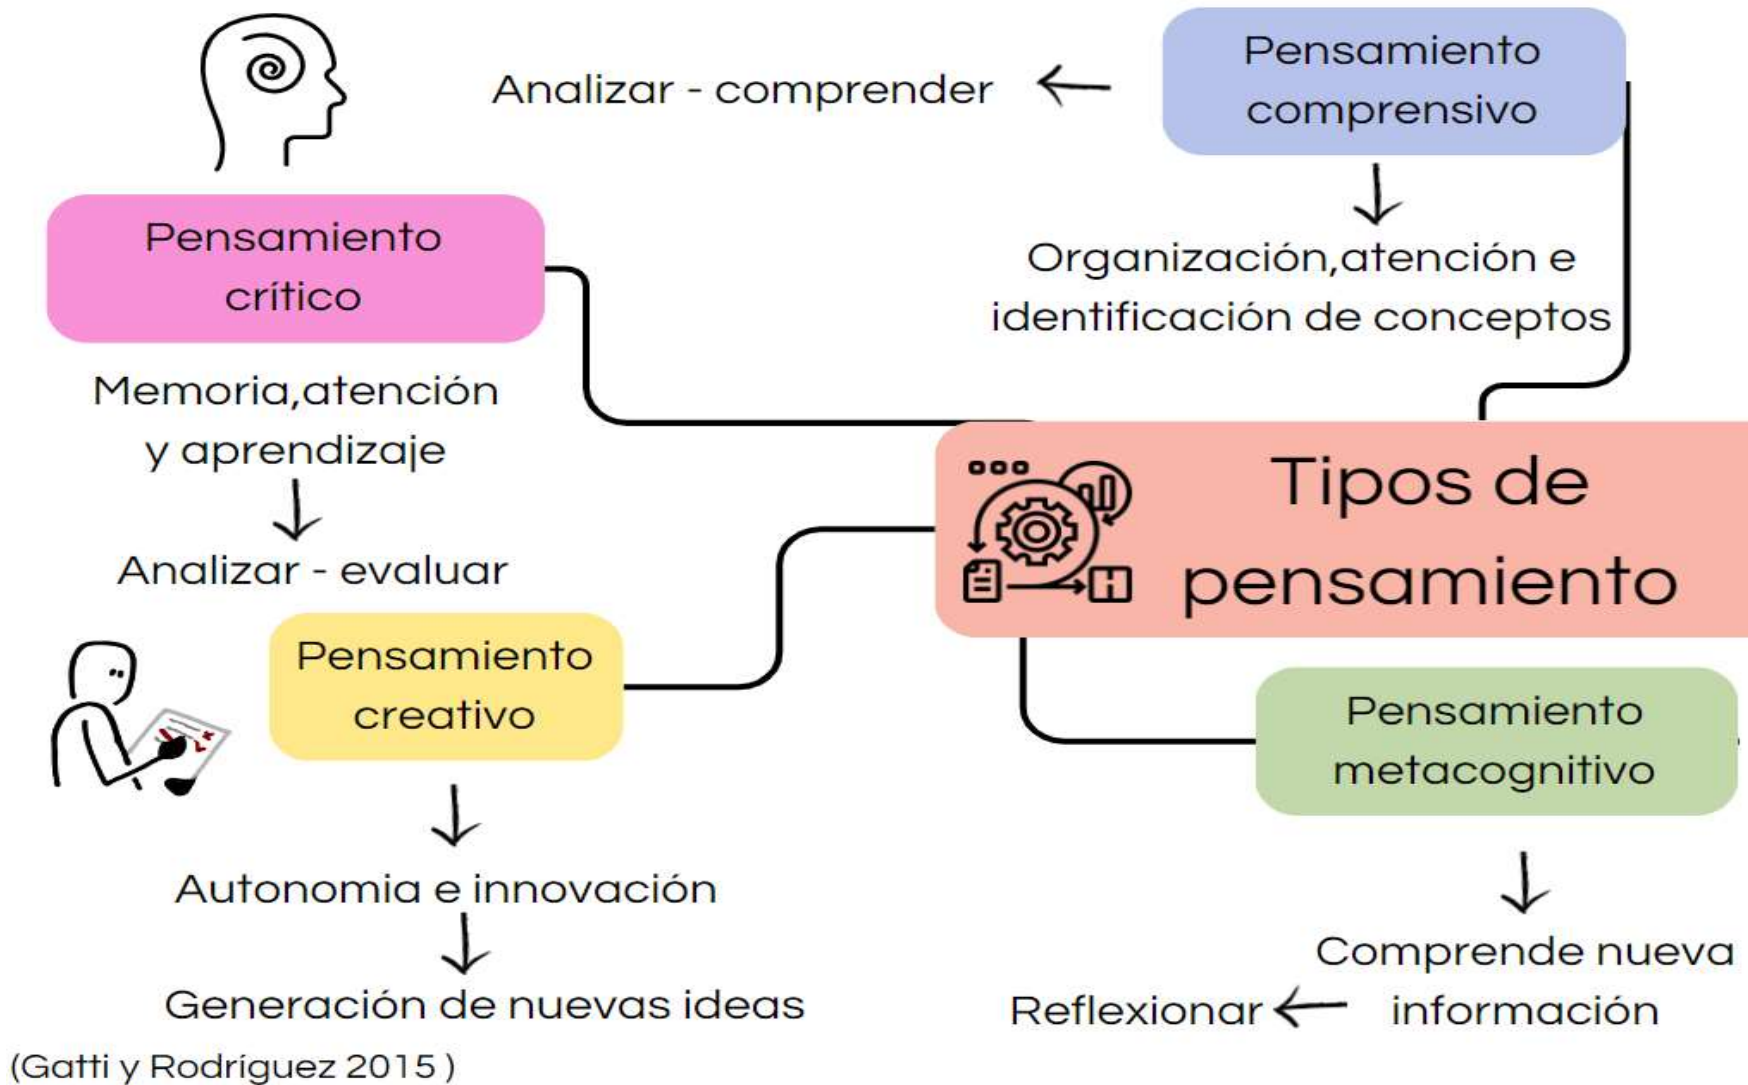 Pensamiento
comprensivo
Analizar - comprender
Organización,atención e
identificación de conceptos
Pensamiento
crítico
Memoria,atención
y aprendizaje
Analizar - evaluar
Tipos de
pensamiento
Pensamiento
creativo
Autonomia e innovación
Generación de nuevas ideas
Pensamiento
metacognitivo
Comprende nueva
información
Reflexionar
(Gatti y Rodríguez 2015 )